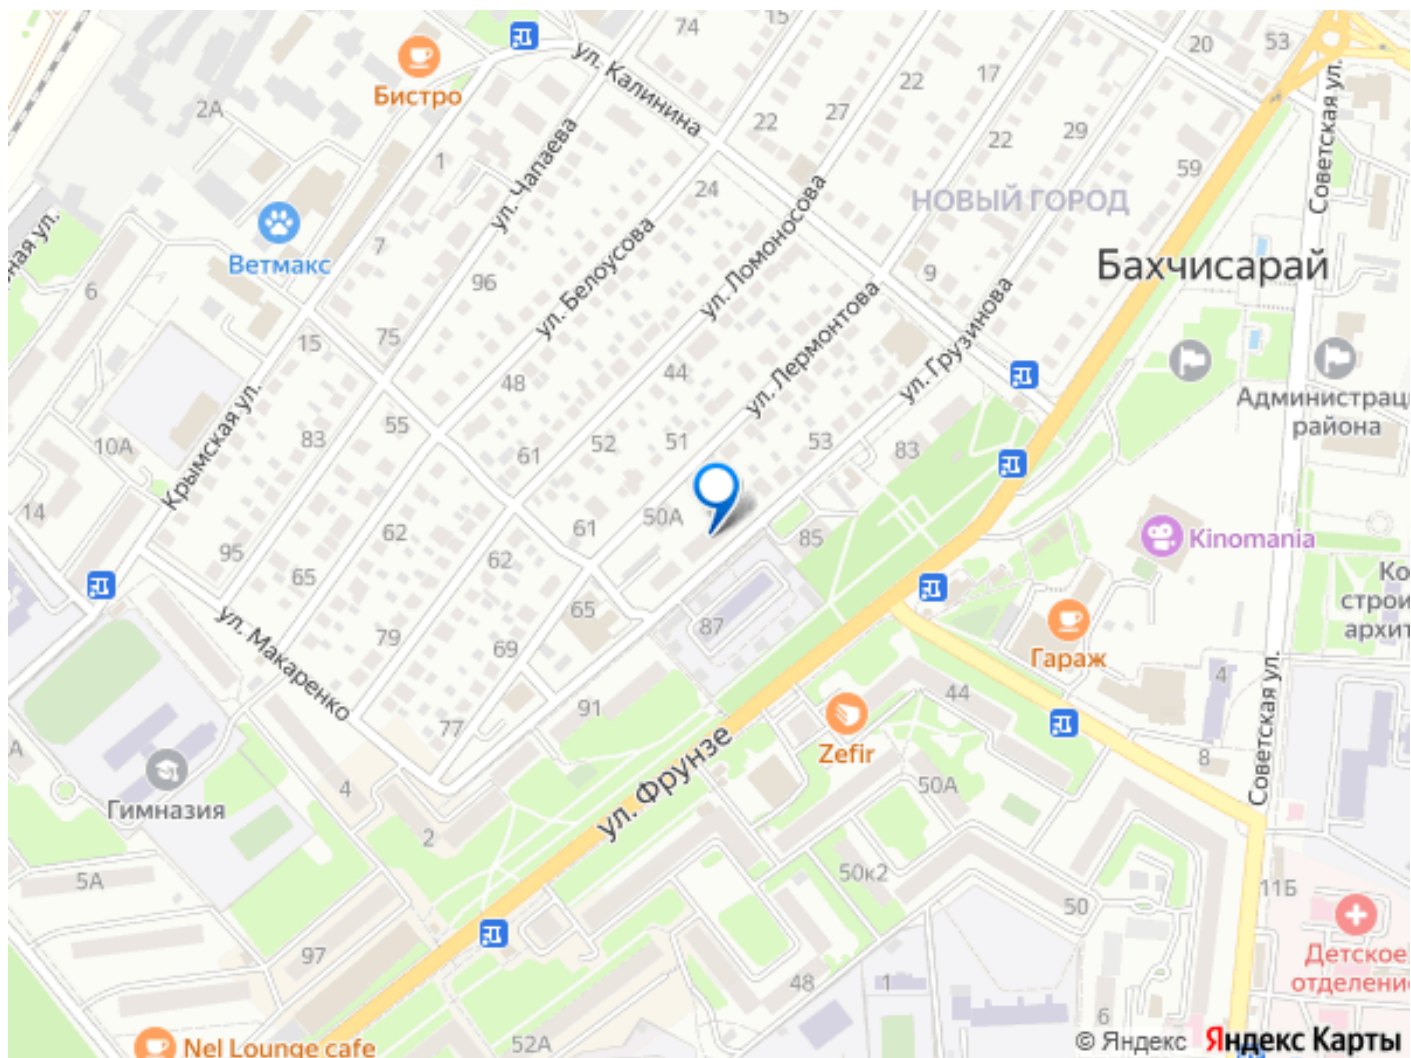 74
15
20
53
ул. Калинина
Бистро
2А
22
17
27
22
29
22
59
Советская ул.
ул. Чапаева
1
24
НОВЫЙ ГОРОД
ная ул.
7
Ветмакс
6
96
ул. Белоусова
ул. Ломоносова
9
Бахчисарай
75
15
48
44
ул. Лермонтова
ул. Грузинова
Администрац
района
Крымская ул.
10А
83
55
61
52
51
53
83
14
95
65
62
62
61
50А
85
Kinomania
Ко
строи
архит
ул. Макаренко
79
69
65
87
Гараж
4
44
91
77
Zefir
ул. Фрунзе
8
Советская ул.
А
Гимназия
4
2
50А
50к2
5А
97
50
11Б
Детское
отделени
48
1
6
52А
Nel Lounge cafe
© Яндекс Яндекс Карты